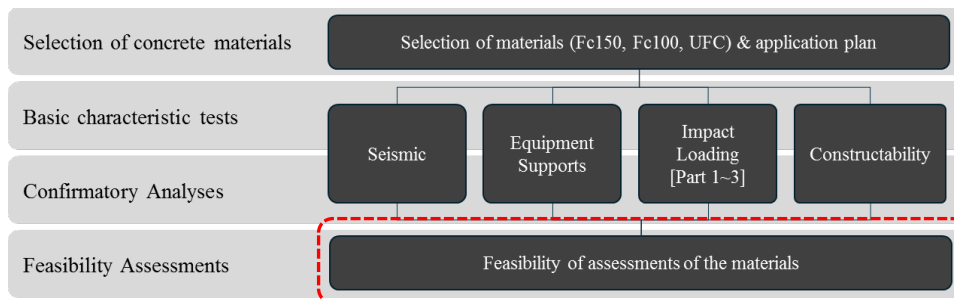 Selection of concrete materials
Selection of materials (Fc150, Fc100, UFC) & application plan
Basic characteristic tests
Seismic
Equipment
Supports
Impact
Loading
[Part 1~3]
Constructability
Confirmatory Analyses
Feasibility Assessments
Feasibility of assessments of the materials